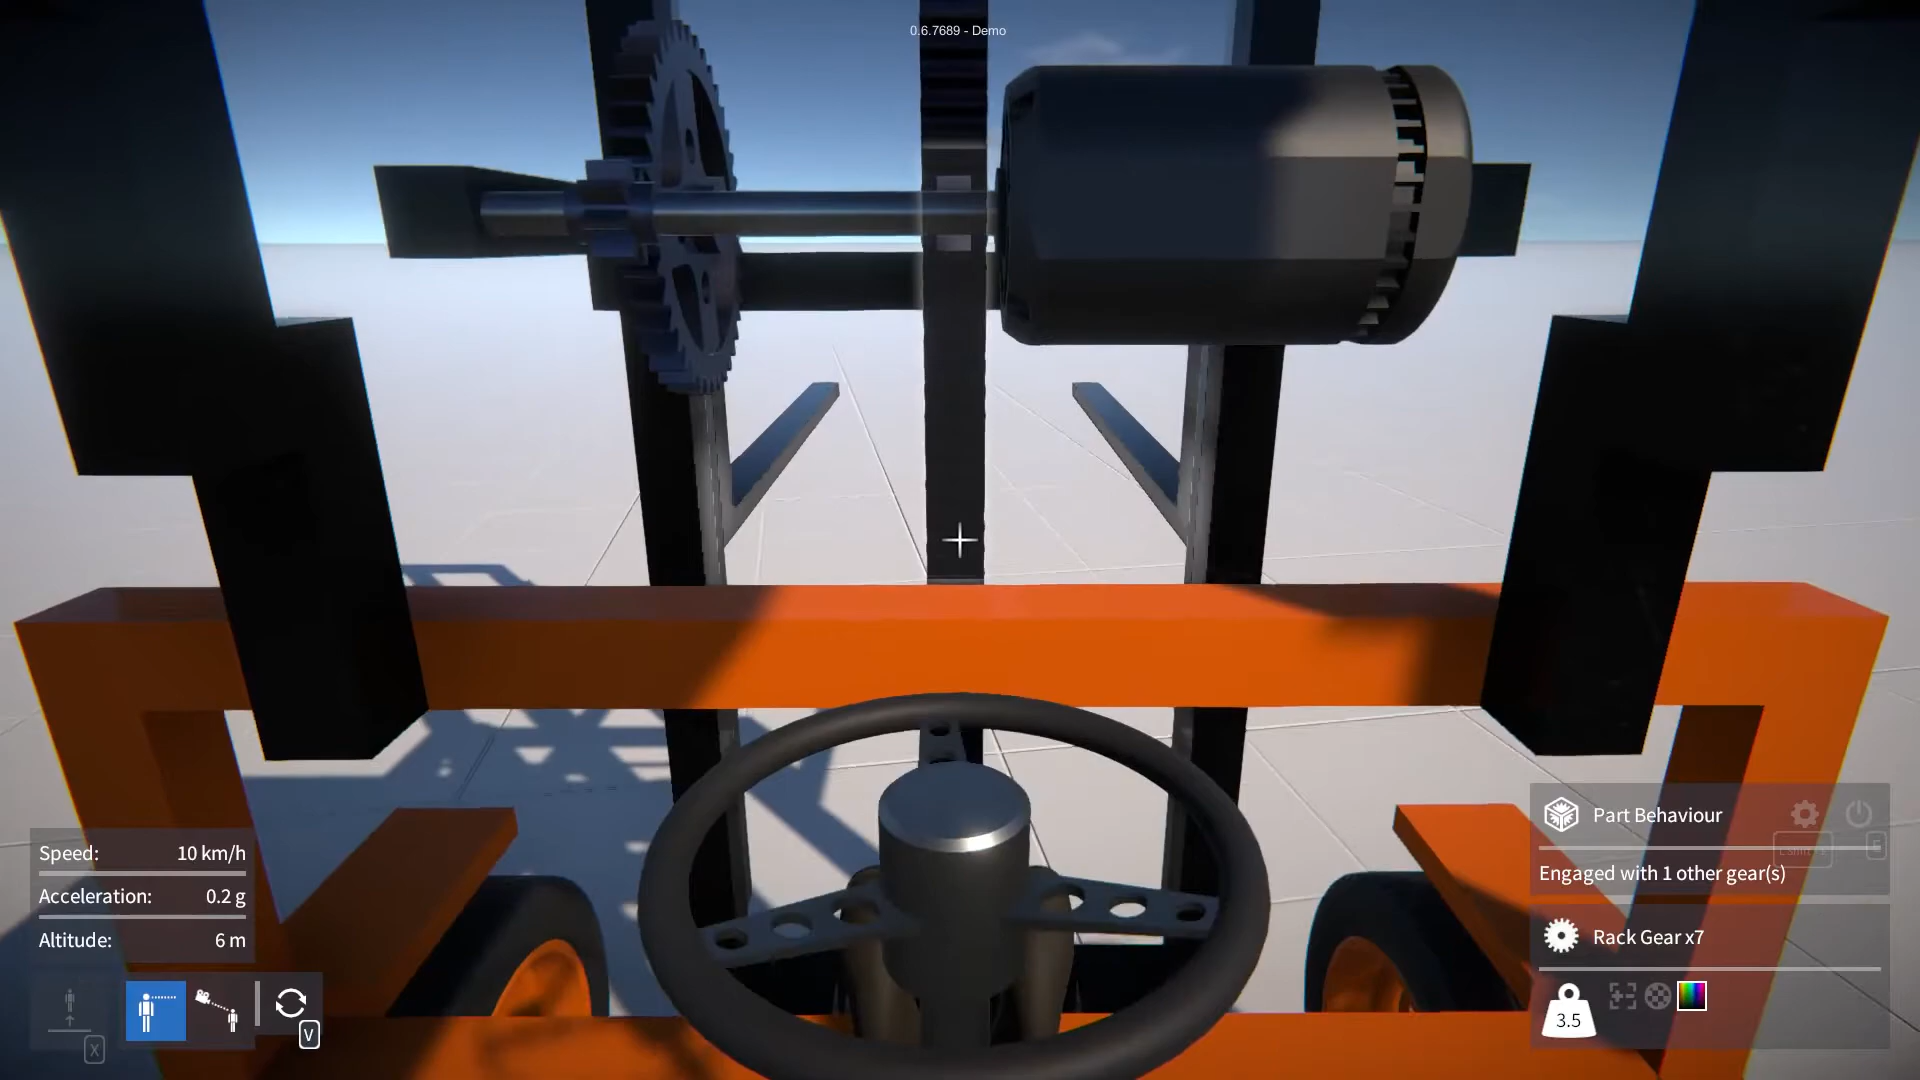 0.6.7689 - Demo
Speed: 10 km/h
Acceleration: 0.2 g
Altitude: 6 m
X
V
Part Behaviour
Engaged with 1 other gear(s)
Rack Gear x7
3.5